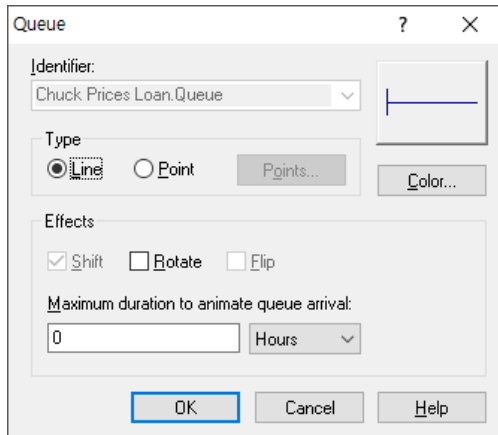 Queue ?
Identifier:
Chuck Prices Loan.Queue
Type
Line Point Points...
Color...
Effects
Shift Rotate Flip
Maximum duration to animate queue arrival:
0 Hours
OK Cancel Help